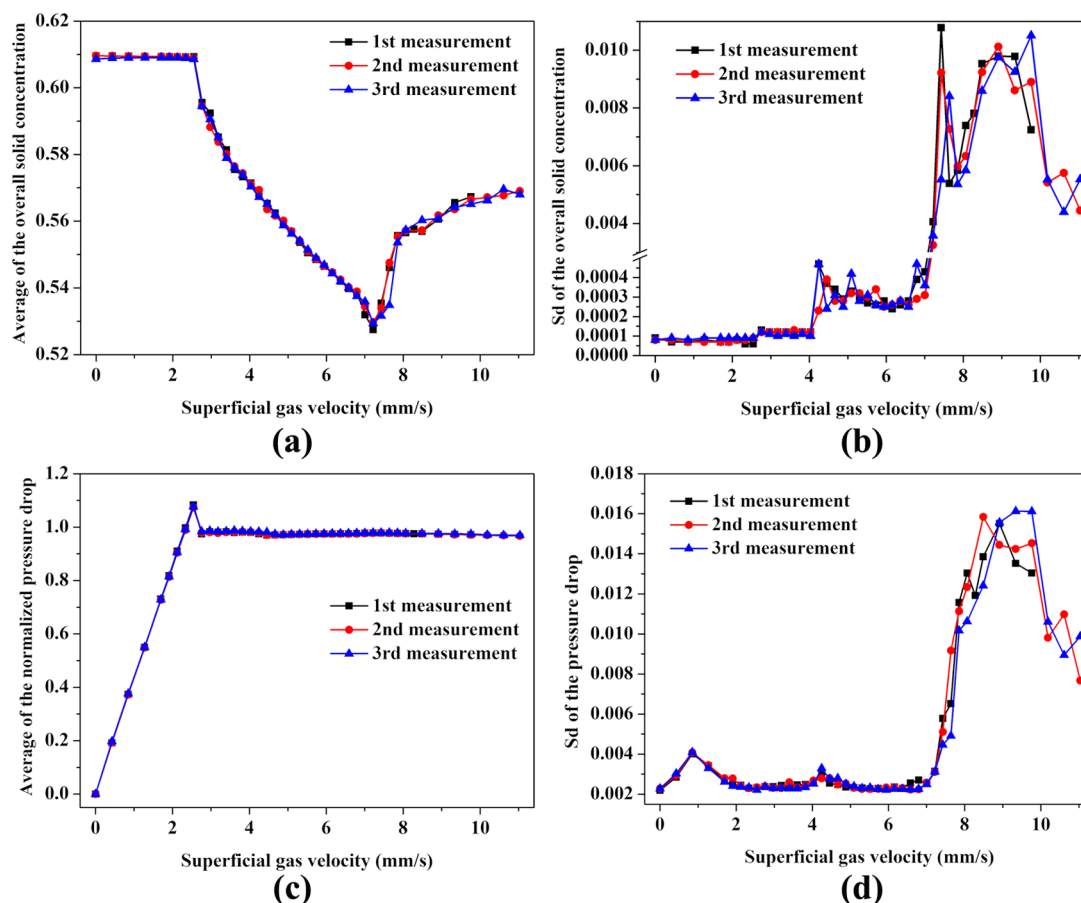 Average of the overall solid concentration
0.62
0.60
0.58
0.56
0.54
0.52
1st measurement
2nd measurement
3rd measurement
0 2 4 6 8 10
Superficial gas velocity (mm/s)
(a)
Sd of the overall solid concentration
0.010
0.008
0.006
0.004
0.0004
0.0003
0.0002
0.0001
0.0000
1st measurement
2nd measurement
3rd measurement
0 2 4 6 8 10
Superficial gas velocity (mm/s)
(b)
Average of the normalized pressure drop
1.2
1.0
0.8
0.6
0.4
0.2
0.0
1st measurement
2nd measurement
3rd measurement
0 2 4 6 8 10
Superficial gas velocity (mm/s)
(c)
Sd of the pressure drop
0.018
0.016
0.014
0.012
0.010
0.008
0.006
0.004
0.002
1st measurement
2nd measurement
3rd measurement
0 2 4 6 8 10
Superficial gas velocity (mm/s)
(d)